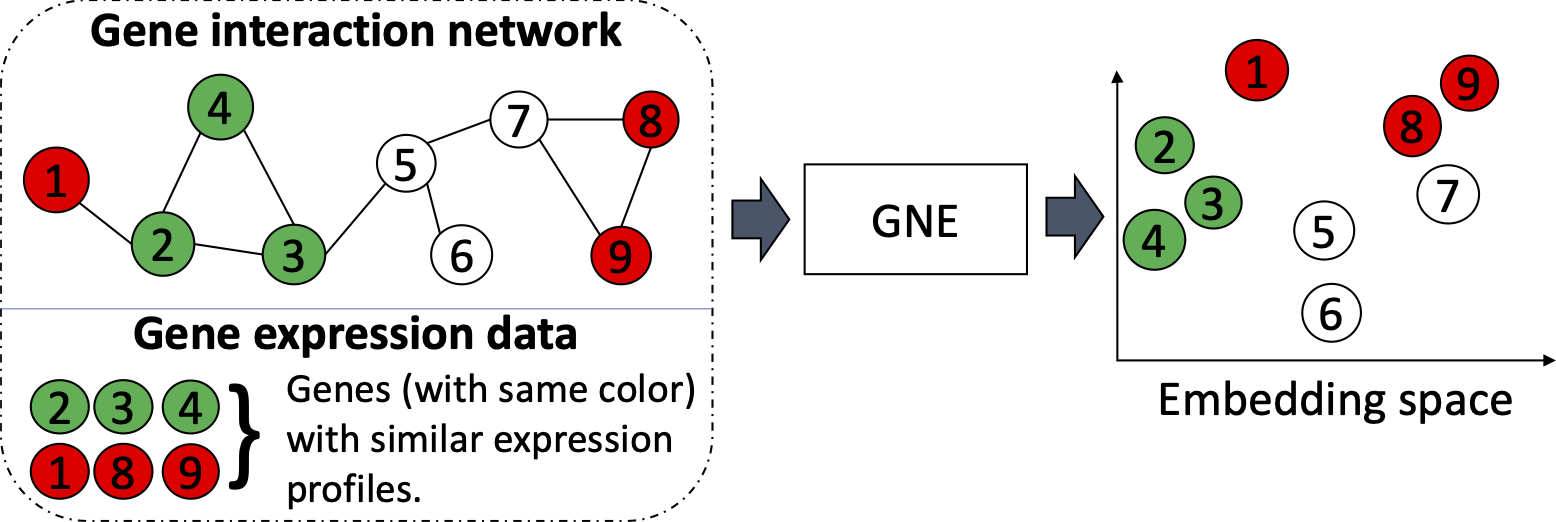 Gene interaction network
4
7
8
5
1
2
3
6
9
Gene expression data
2 3 4
1 8 9
}
Genes (with same color)
with similar expression
profiles.
GNE
1
9
8
2
7
3
5
4
6
Embedding space